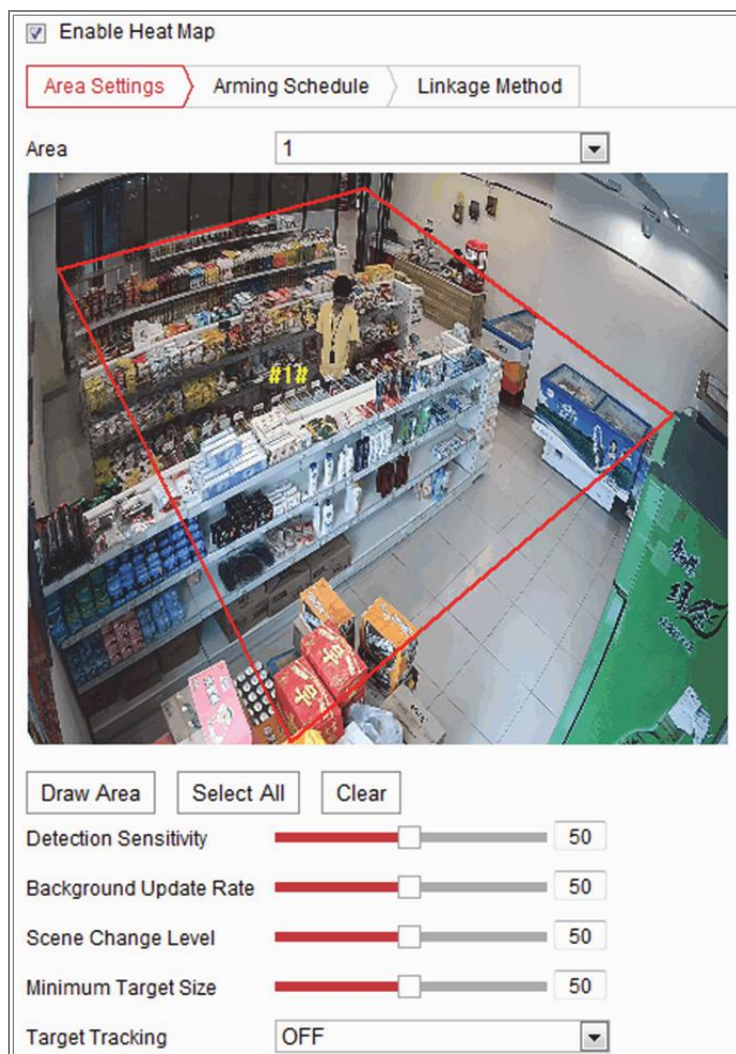 Enable Heat Map
Area Settings Arming Schedule Linkage Method
Area 1
#1#
Draw Area Select All Clear
Detection Sensitivity 50
Background Update Rate 50
Scene Change Level 50
Minimum Target Size 50
Target Tracking OFF